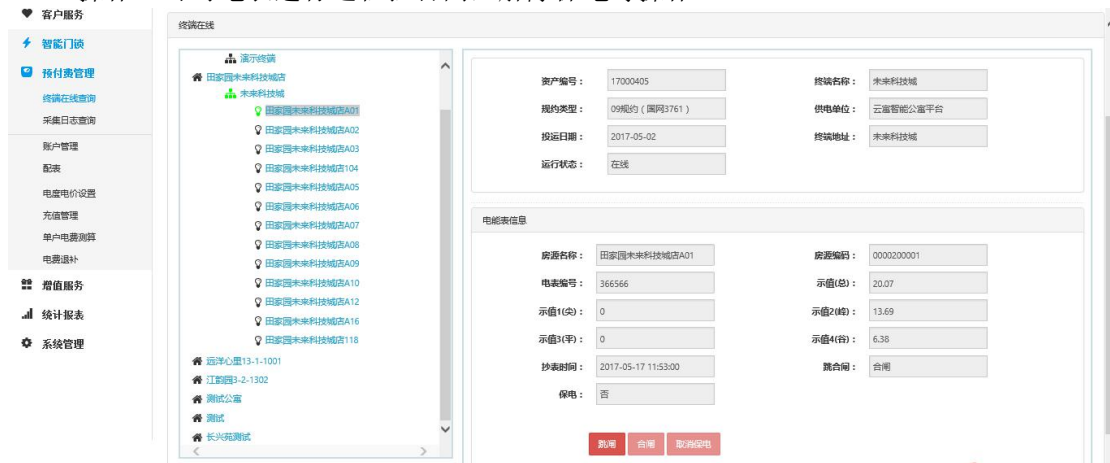 客户服务
智能门锁
预付费管理
终端在线查询
采集日志查询
账户管理
配表
电度电价设置
充值管理
单户电费测算
电费退补
增值服务
统计报表
系统管理
终端在线
演示终端
田家园未来科技城店
未来科技城
田家园未来科技城店A01
田家园未来科技城店A02
田家园未来科技城店A03
田家园未来科技城店104
田家园未来科技城店A05
田家园未来科技城店A06
田家园未来科技城店A07
田家园未来科技城店A08
田家园未来科技城店A09
田家园未来科技城店A10
田家园未来科技城店A12
田家园未来科技城店A16
田家园未来科技城店118
远洋心里13-1-1001
江韵园3-2-1302
测试公寓
测试
长兴苑测试
资产编号： 17000405 终端名称： 未来科技城
规约类型： 09规约（国网3761） 供电单位： 云寓智能公寓平台
投运日期： 2017-05-02 终端地址： 未来科技城
运行状态： 在线
电能表信息
房源名称： 田家园未来科技城店A01 房源编码： 0000200001
电表编号： 366566 示值(总)： 20.07
示值1(尖)： 0 示值2(峰)： 13.69
示值3(平)： 0 示值4(谷)： 6.38
抄表时间： 2017-05-17 11:53:00 跳合闸： 合闸
保电： 否
跳闸 合闸 取消保电